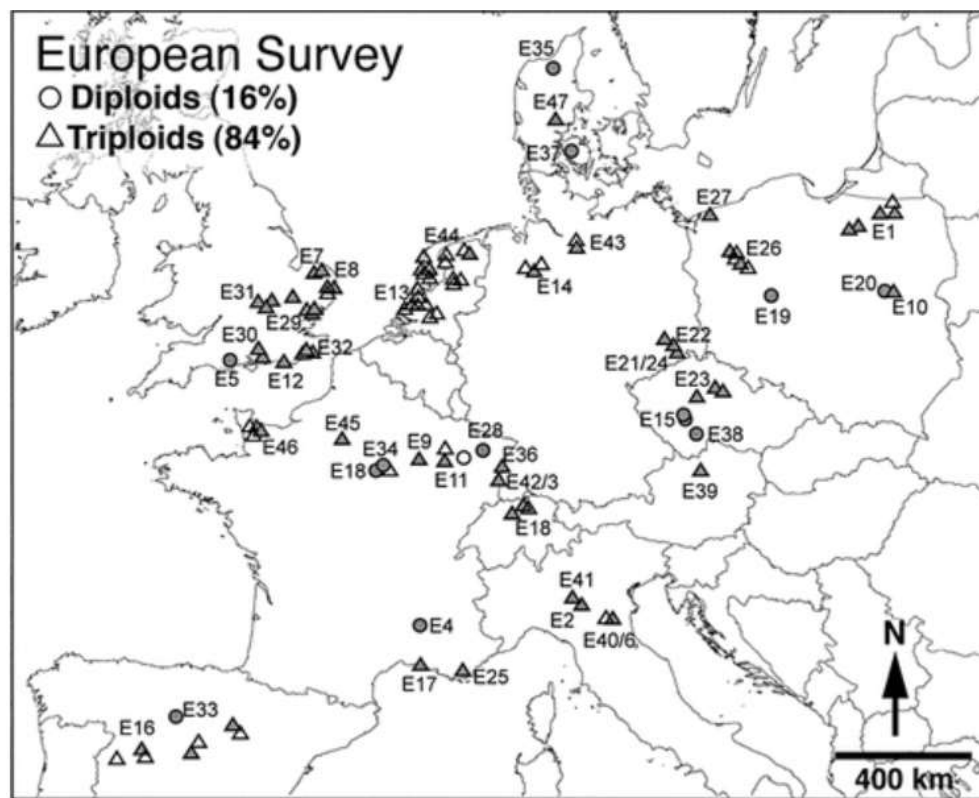 European Survey
Diploids (16%)
Triploids (84%)
E35
E47
E37
E27
E1
E44
E43
E26
E7
E8
E14
E13
E31
E20
E10
E19
E29
E30
E32
E22
E5
E12
E21/24
E23
E15
E45
E28
E38
E46
E34
E9
E36
E18
E11
E42/3
E39
E18
E41
E2
E40/6
E4
N
E17
E25
E33
E16
400 km